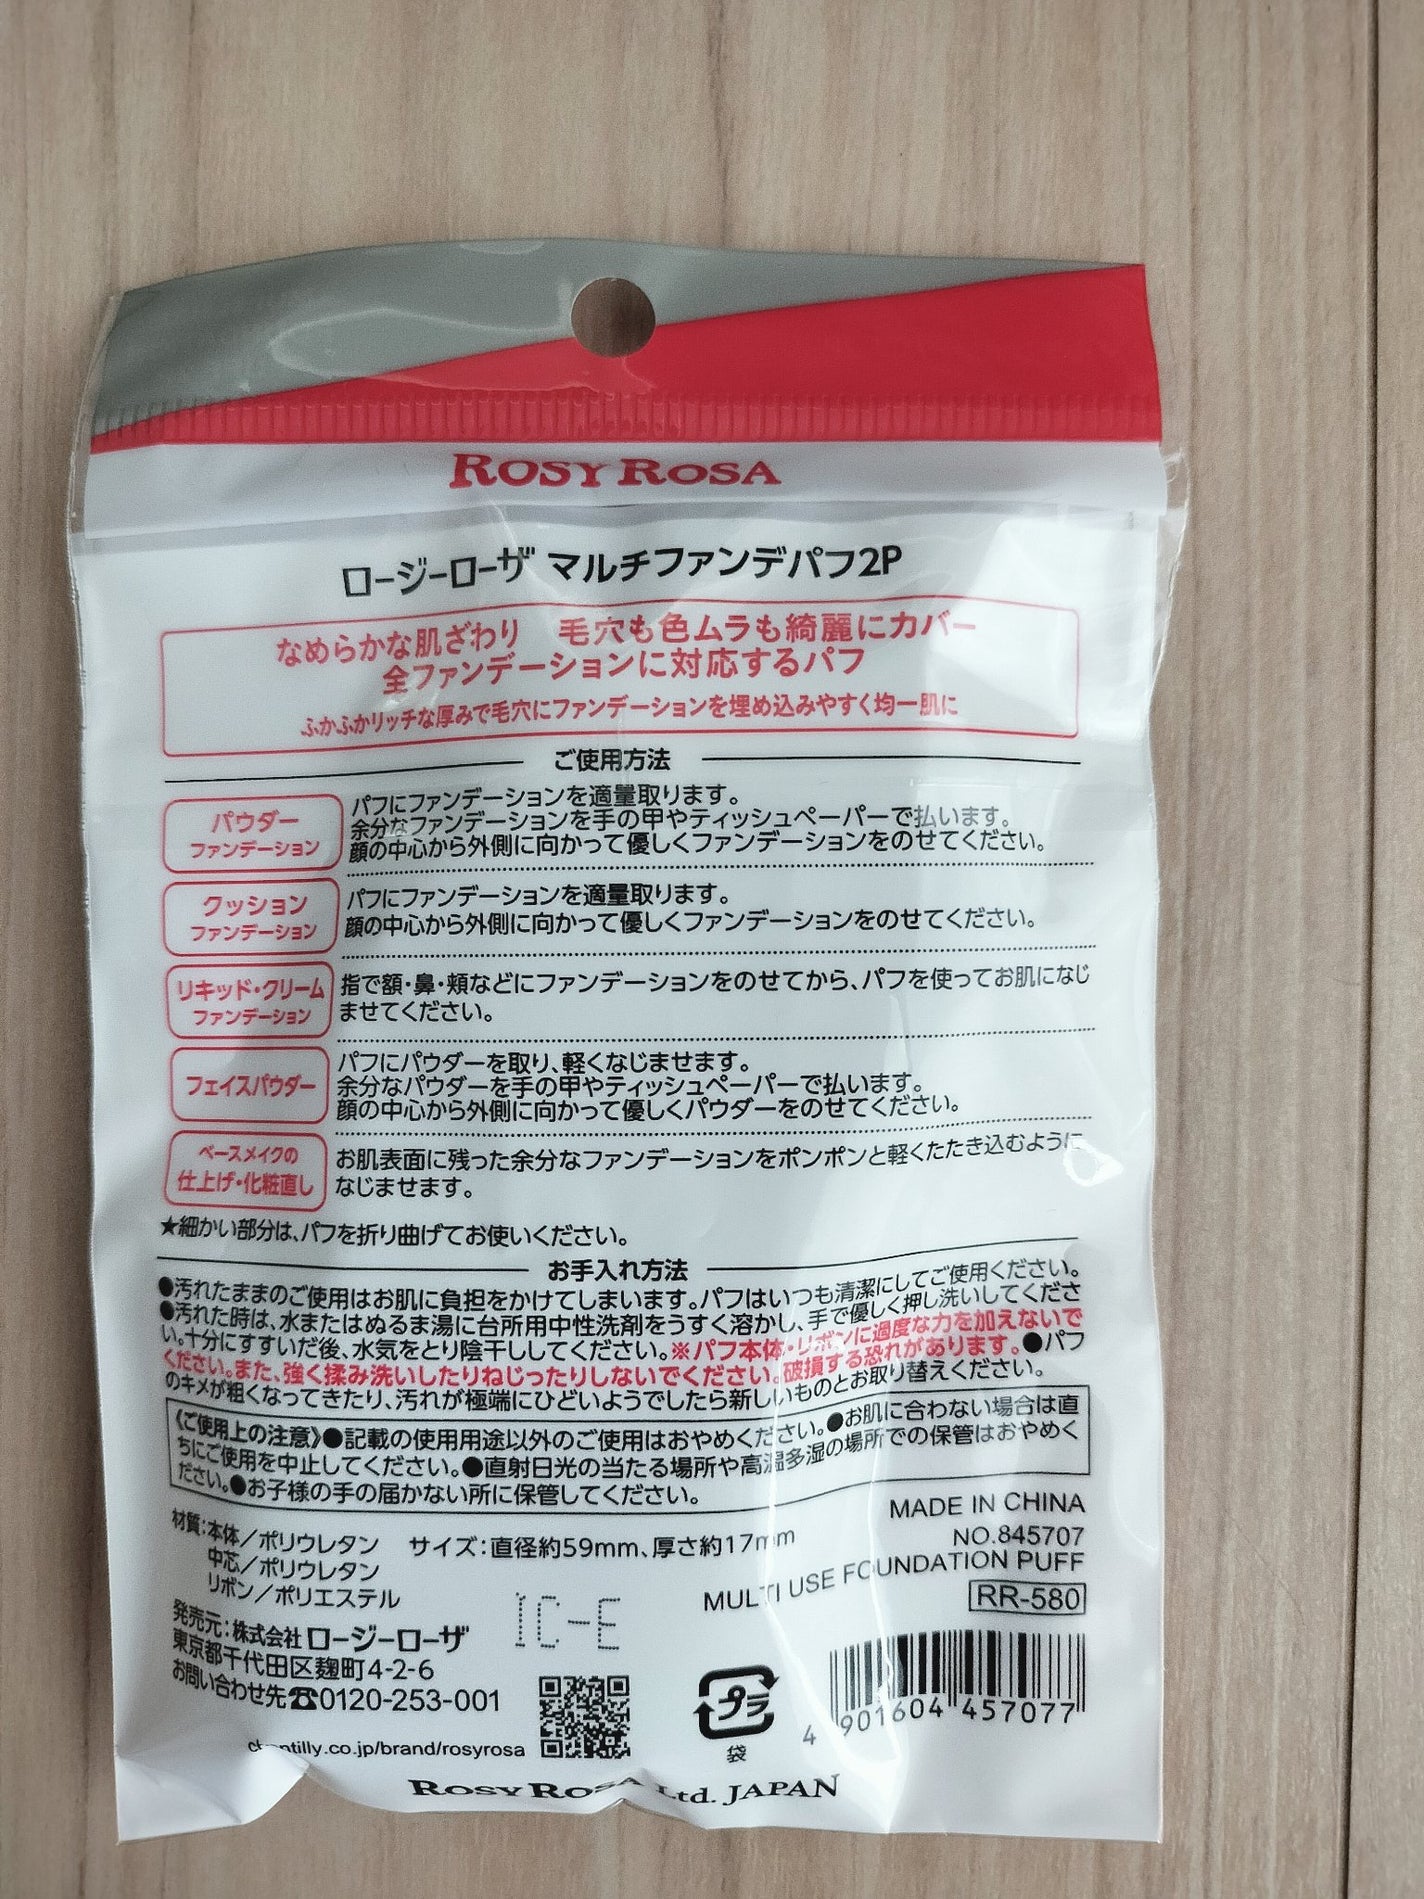 ROSY ROSA
ロージーローザ マルチファンデパフ2P
なめらかな肌ざわり 毛穴も色ムラも綺麗にカバー
全ファンデーションに対応するパフ
ふかふかリッチな厚みで毛穴にファンデーションを埋め込みやすく均一肌に
ご使用方法
パウダー
ファンデーション
パフにファンデーションを適量取ります。
余分なファンデーションを手の甲やティッシュペーパーで払います。
顔の中心から外側に向かって優しくファンデーションをのせてください。
クッション
ファンデーション
パフにファンデーションを適量取ります。
顔の中心から外側に向かって優しくファンデーションをのせてください。
リキッド・クリーム
ファンデーション
指で額・鼻・頬などにファンデーションをのせてから、パフを使ってお肌になじ
ませてください。
フェイスパウダー
パフにパウダーを取り、軽くなじませます。
余分なパウダーを手の甲やティッシュペーパーで払います。
顔の中心から外側に向かって優しくパウダーをのせてください。
ベースメイクの
仕上げ・化粧直し
お肌表面に残った余分なファンデーションをポンポンと軽くたたき込むように
なじませます。
★細かい部分は、パフを折り曲げてお使いください。
お手入れ方法
●汚れたままのご使用はお肌に負担をかけてしまいます。パフはいつも清潔にしてご使用ください。
●汚れた時は、水またはぬるま湯に台所用中性洗剤をうすく溶かし、手で優しく押し洗いしてくださ
い。十分にすすいだ後、水気をとり陰干ししてください。※パフ本体・リボンに過度な力を加えないで
ください。また、強く揉み洗いしたりねじったりしないでください。破損する恐れがあります。●パフ
のキメが粗くなってきたり、汚れが極端にひどいようでしたら新しいものとお取り替えください。
《ご使用上の注意》●記載の使用用途以外のご使用はおやめください。●お肌に合わない場合は直
ちにご使用を中止してください。●直射日光の当たる場所や高温多湿の場所での保管はおやめく
ださい。●お子様の手の届かない所に保管してください。
材質：本体／ポリウレタン サイズ：直径約59mm、厚さ約17mm
中芯／ポリウレタン
リボン／ポリエステル
MADE IN CHINA
NO.845707
MULTI USE FOUNDATION PUFF
RR-580
1C-E
発売元：株式会社 ロージーローザ
東京都千代田区麹町4-2-6
お問い合わせ先☎0120-253-001
chantilly.co.jp/brand/rosyrosa
プラ
袋
4 901604 457077
ROSY ROSA Ltd. JAPAN